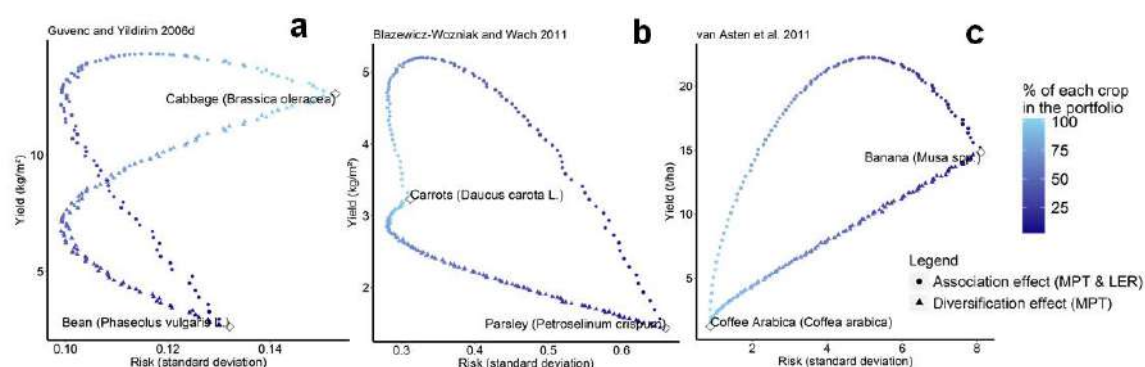 Guvenc and Yildirim 2006d
a
Cabbage (Brassica oleracea)
Bean (Phaseolus vulgaris L.)
Yield (kg/m²)
10
5
0.10
0.12
0.14
Risk (standard deviation)
Blazewicz-Wozniak and Wach 2011
b
Carrots (Daucus carota L.)
Parsley (Petroselinum crispum)
Yield (kg/m²)
5
4
3
2
0.3
0.4
0.5
0.6
Risk (standard deviation)
van Asten et al. 2011
c
Banana (Musa spp.)
Coffee Arabica (Coffea arabica)
Yield (t/ha)
20
15
10
5
2
4
6
8
Risk (standard deviation)
% of each crop
in the portfolio
100
75
50
25
Legend
Association effect (MPT & LER)
Diversification effect (MPT)